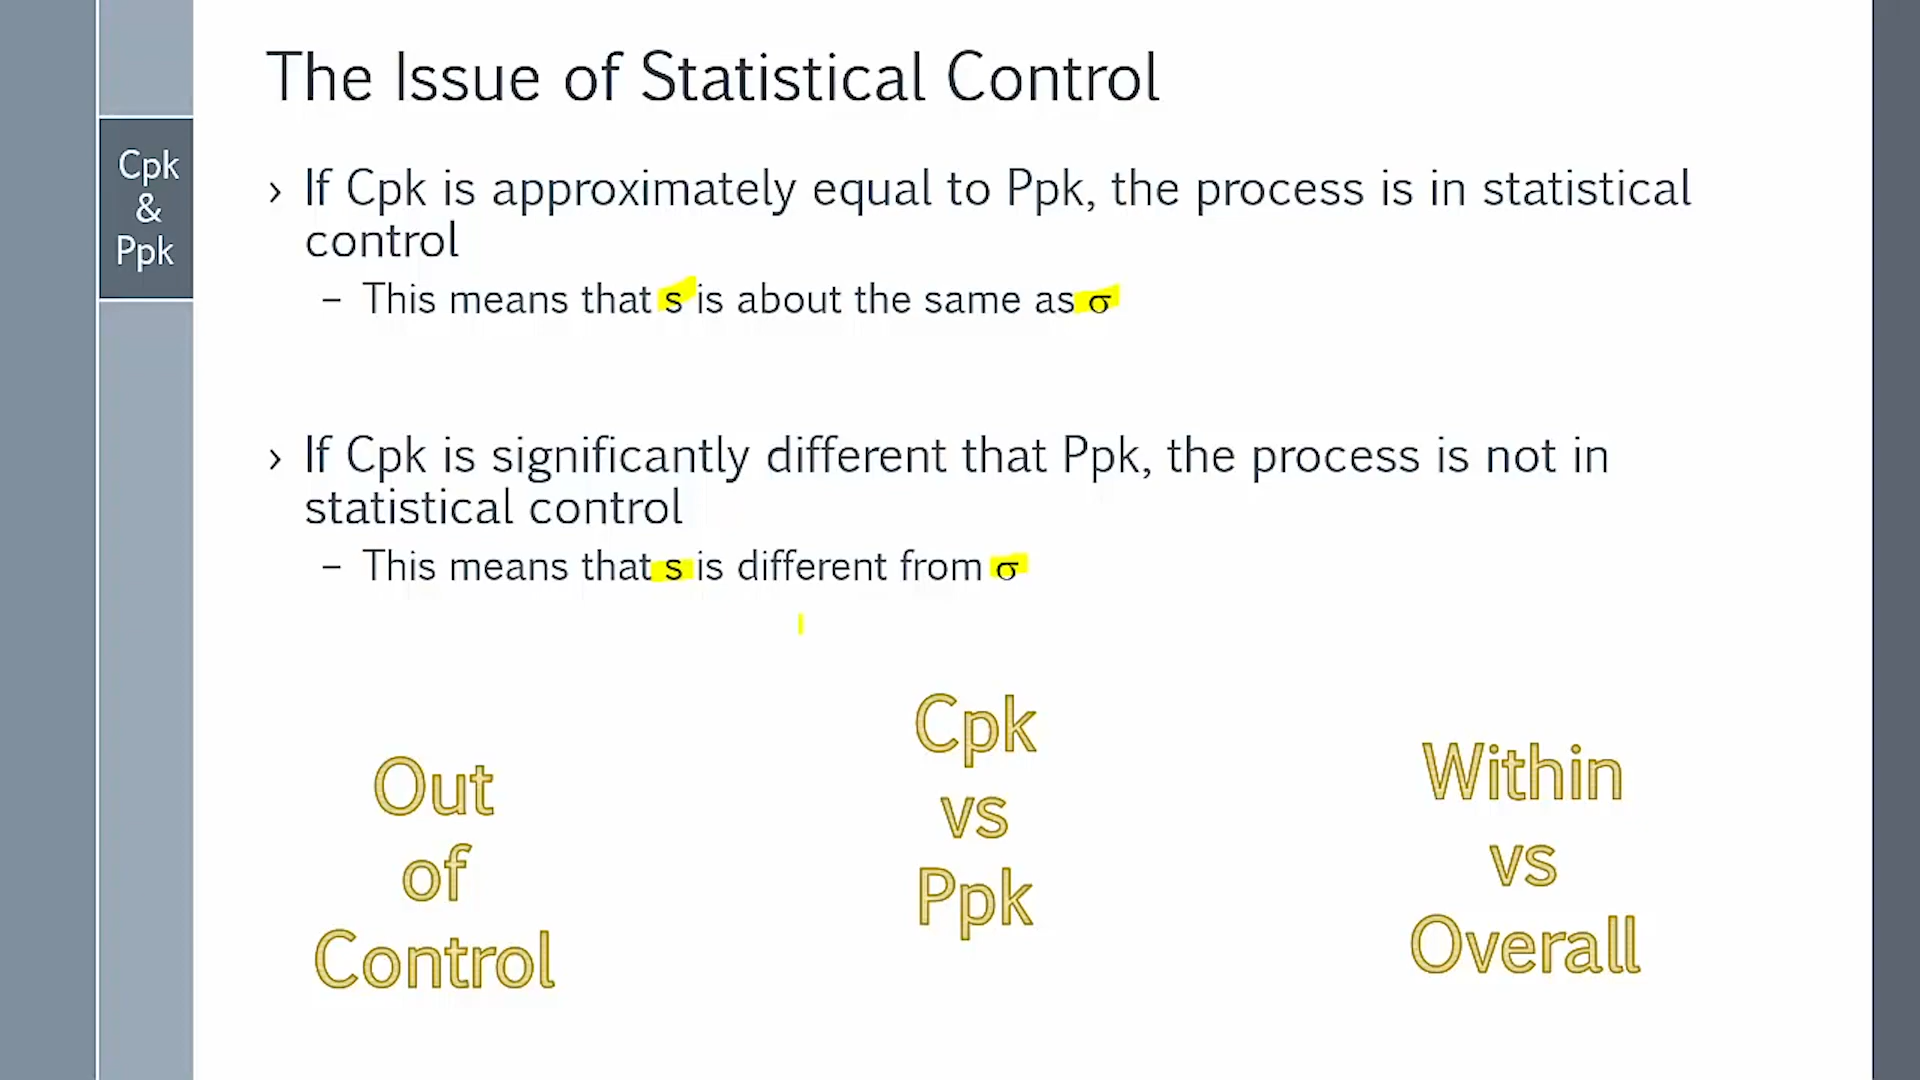 The Issue of Statistical Control
Cpk
&
Ppk
› If Cpk is approximately equal to Ppk, the process is in statistical
control
– This means that s is about the same as σ
› If Cpk is significantly different that Ppk, the process is not in
statistical control
– This means that s is different from σ
Out
of
Control
Cpk
vs
Ppk
Within
vs
Overall